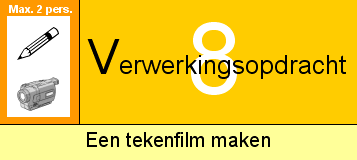 Max. 2 pers.
8
Verwerkingsopdracht
Een tekenfilm maken